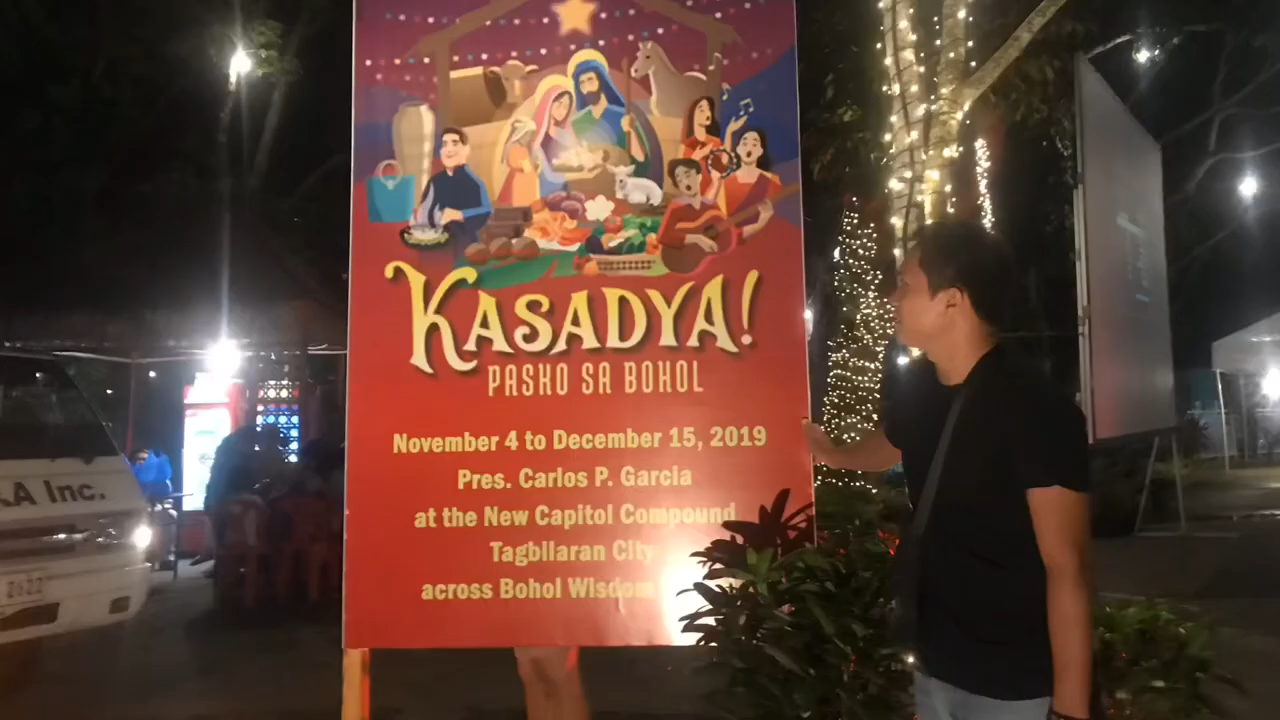 KASADYA!
PASKO SA BOHOL
November 4 to December 15, 2019
Pres. Carlos P. Garcia
at the New Capitol Compound
Tagbilaran City
across Bohol Wisdom
&A Inc.